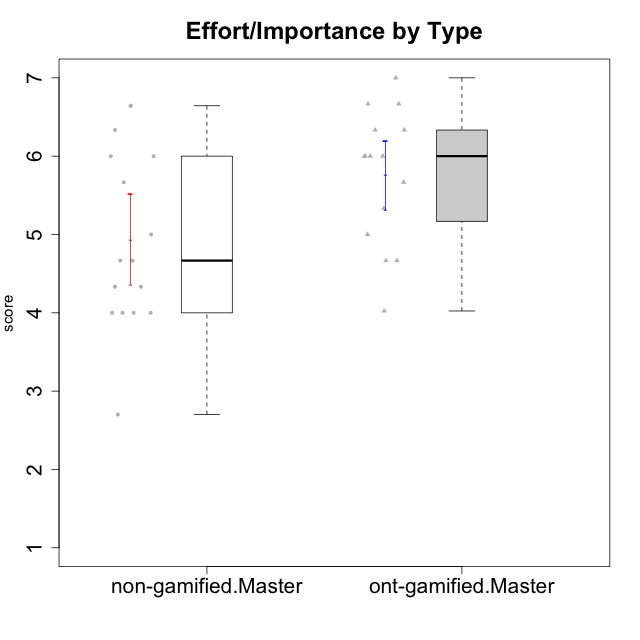 Effort/Importance by Type
score
7
6
5
4
3
2
1
non-gamified.Master
ont-gamified.Master